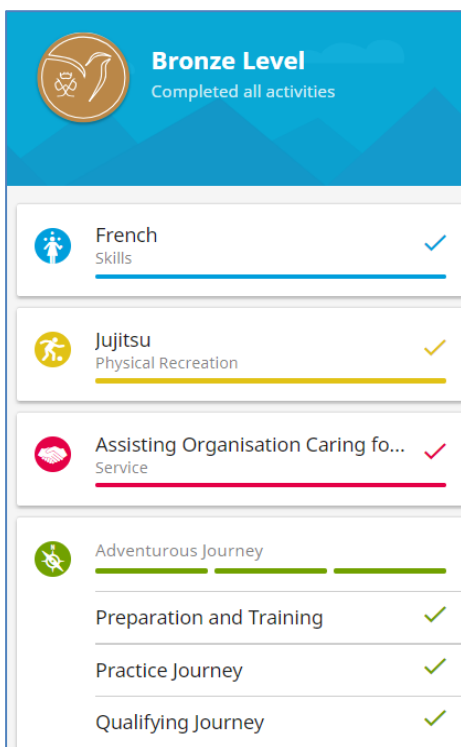 Bronze Level
Completed all activities
French
Skills
Jujitsu
Physical Recreation
Assisting Organisation Caring fo...
Service
Adventurous Journey
Preparation and Training
Practice Journey
Qualifying Journey